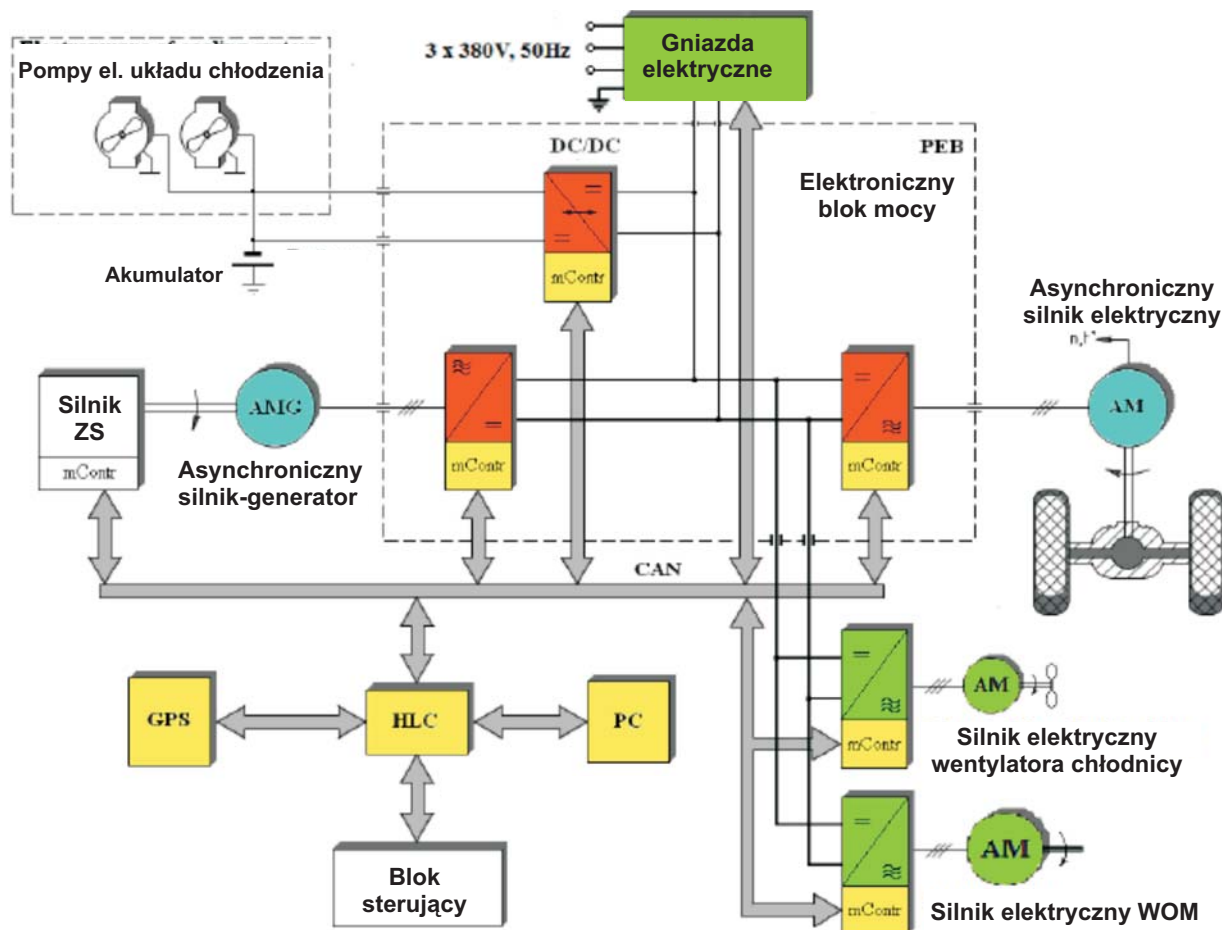 Pompy el. układu chłodzenia
3 x 380V, 50Hz
Gniazda
elektryczne
DC/DC
PEB
Elektroniczny
blok mocy
mContr
Akumulator
Asynchroniczny
silnik elektryczny
Silnik
ZS
mContr
AMG
Asynchroniczny
silnik-generator
mContr
mContr
AM
CAN
GPS
HLC
PC
Blok
sterujący
mContr
AM
Silnik elektryczny
wentylatora chłodnicy
mContr
AM
Silnik elektryczny WOM